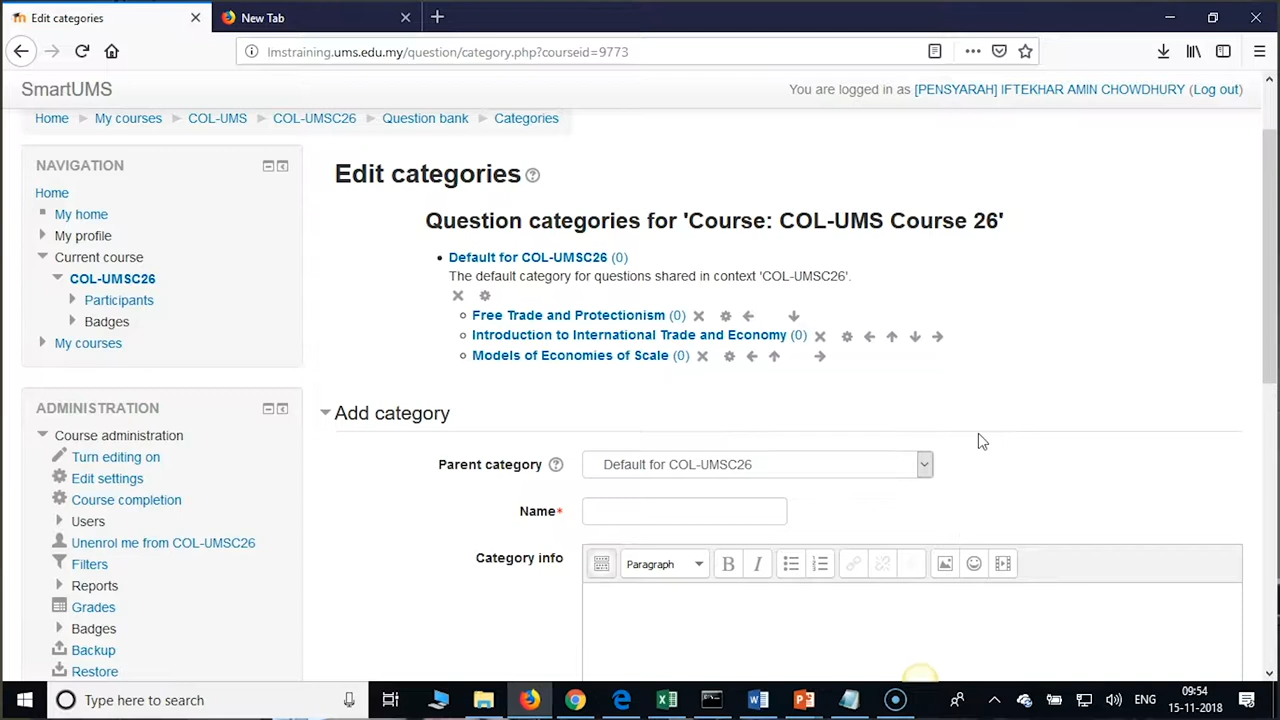 Edit categories
New Tab
lmstraining.ums.edu.my/question/category.php?courseid=9773
SmartUMS
You are logged in as [PENSYARAH] IFTEKHAR AMIN CHOWDHURY (Log out)
Home My courses COL-UMS COL-UMSC26 Question bank Categories
NAVIGATION
Home
My home
My profile
Current course
COL-UMSC26
Participants
Badges
My courses
ADMINISTRATION
Course administration
Turn editing on
Edit settings
Course completion
Users
Unenrol me from COL-UMSC26
Filters
Reports
Grades
Badges
Backup
Restore
Edit categories
Question categories for 'Course: COL-UMS Course 26'
Default for COL-UMSC26 (0)
The default category for questions shared in context 'COL-UMSC26'.
Free Trade and Protectionism (0)
Introduction to International Trade and Economy (0)
Models of Economies of Scale (0)
Add category
Parent category Default for COL-UMSC26
Name*
Category info Paragraph B I
Type here to search
ENG
09:54
15-11-2018